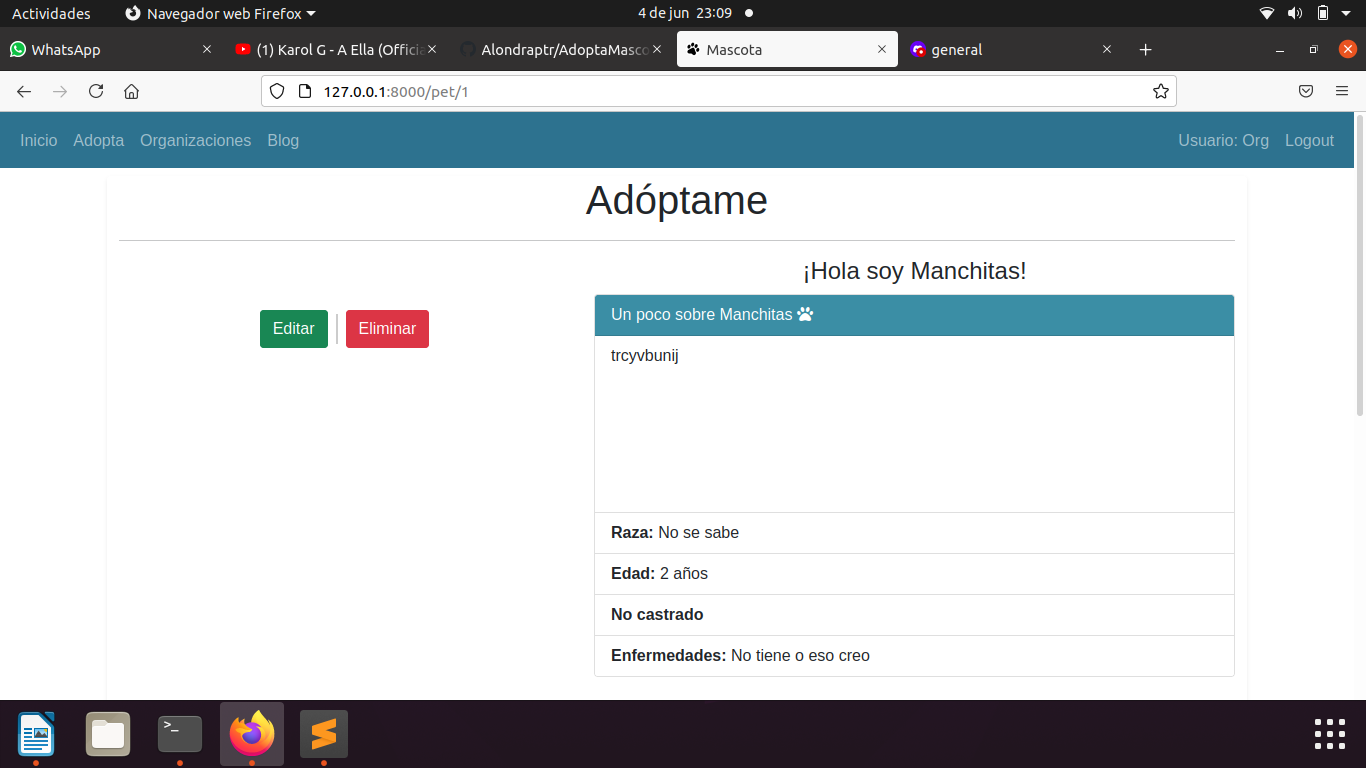 Actividades Navegador web Firefox 4 de jun 23:09
WhatsApp (1) Karol G - A Ella (Officia Alondraptr/AdoptaMasco Mascota general
127.0.0.1:8000/pet/1
Inicio Adopta Organizaciones Blog Usuario: Org Logout
Adóptame
¡Hola soy Manchitas!
Un poco sobre Manchitas
Editar | Eliminar
trcyvbunij
Raza: No se sabe
Edad: 2 años
No castrado
Enfermedades: No tiene o eso creo